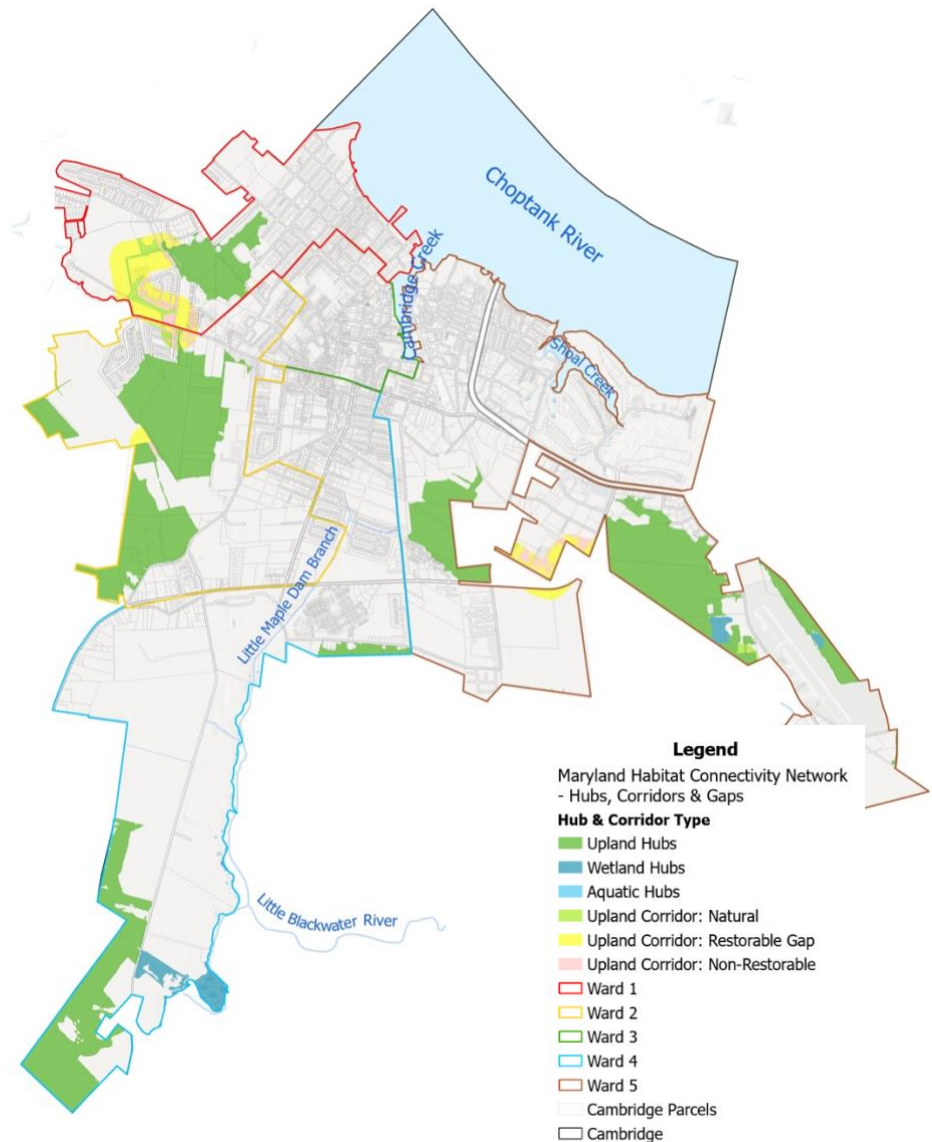 Choptank River
Cambridge Creek
Shoal Creek
Little Maple Dam Branch
Little Blackwater River
Legend
Maryland Habitat Connectivity Network
- Hubs, Corridors & Gaps
Hub & Corridor Type
Upland Hubs
Wetland Hubs
Aquatic Hubs
Upland Corridor: Natural
Upland Corridor: Restorable Gap
Upland Corridor: Non-Restorable
Ward 1
Ward 2
Ward 3
Ward 4
Ward 5
Cambridge Parcels
Cambridge